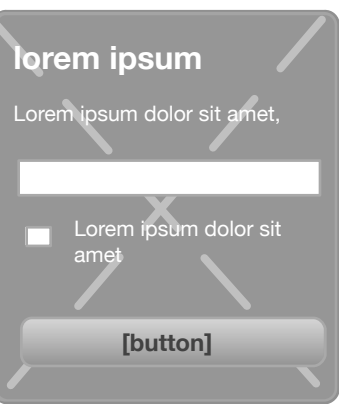 lorem ipsum
Lorem ipsum dolor sit amet,
Lorem ipsum dolor sit
amet
[button]